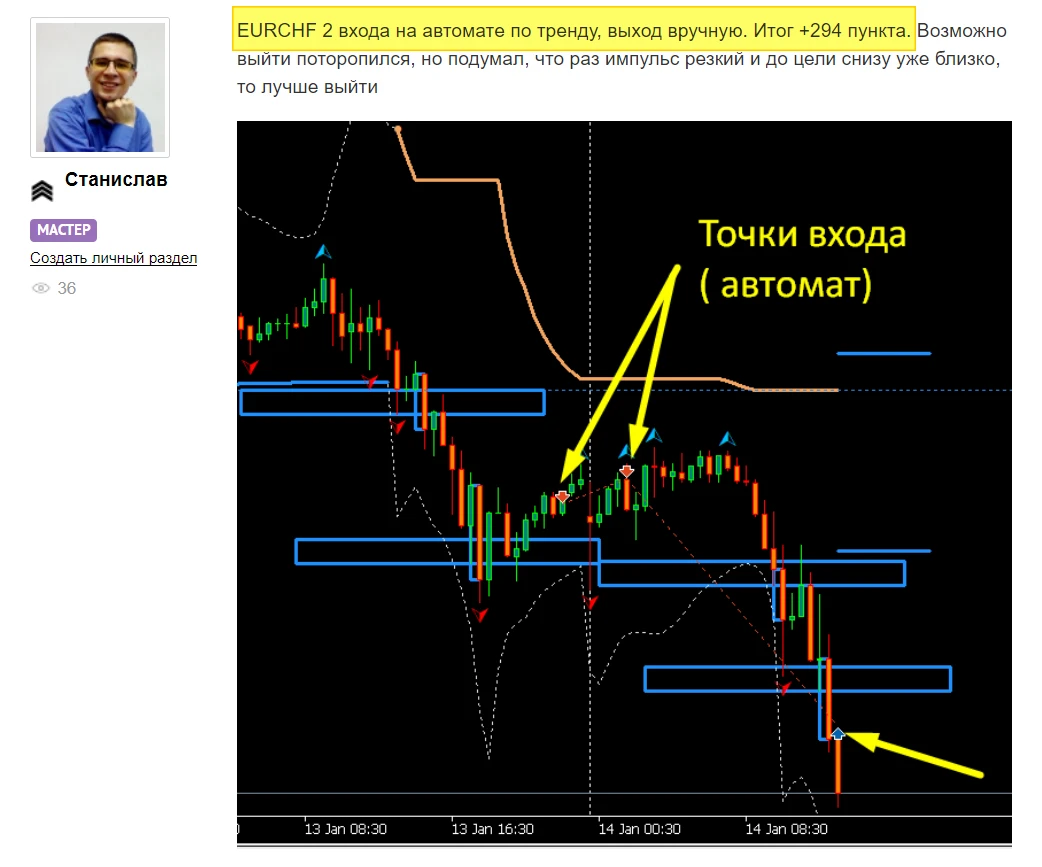 EURCHF 2 входа на автомате по тренду, выход вручную. Итог +294 пункта. Возможно
выйти поторопился, но подумал, что раз импульс резкий и до цели снизу уже близко,
то лучше выйти
Станислав
МАСТЕР
Создать личный раздел
36
Точки входа
( автомат)
0
13 Jan 08:30
13 Jan 16:30
14 Jan 00:30
14 Jan 08:30